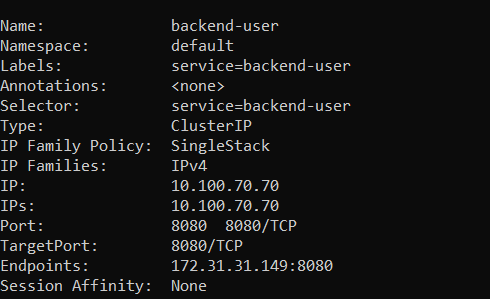 Name: backend-user
Namespace: default
Labels: service=backend-user
Annotations: <none>
Selector: service=backend-user
Type: ClusterIP
IP Family Policy: SingleStack
IP Families: IPv4
IP: 10.100.70.70
IPs: 10.100.70.70
Port: 8080 8080/TCP
TargetPort: 8080/TCP
Endpoints: 172.31.31.149:8080
Session Affinity: None